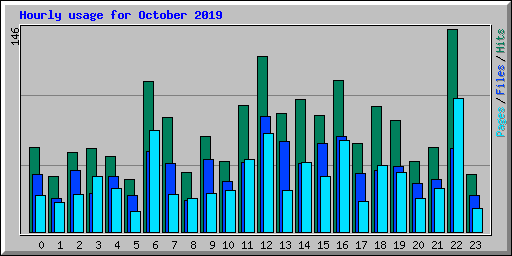 Hourly usage for October 2019
146
Pages/Files/Hits
0 1 2 3 4 5 6 7 8 9 10 11 12 13 14 15 16 17 18 19 20 21 22 23